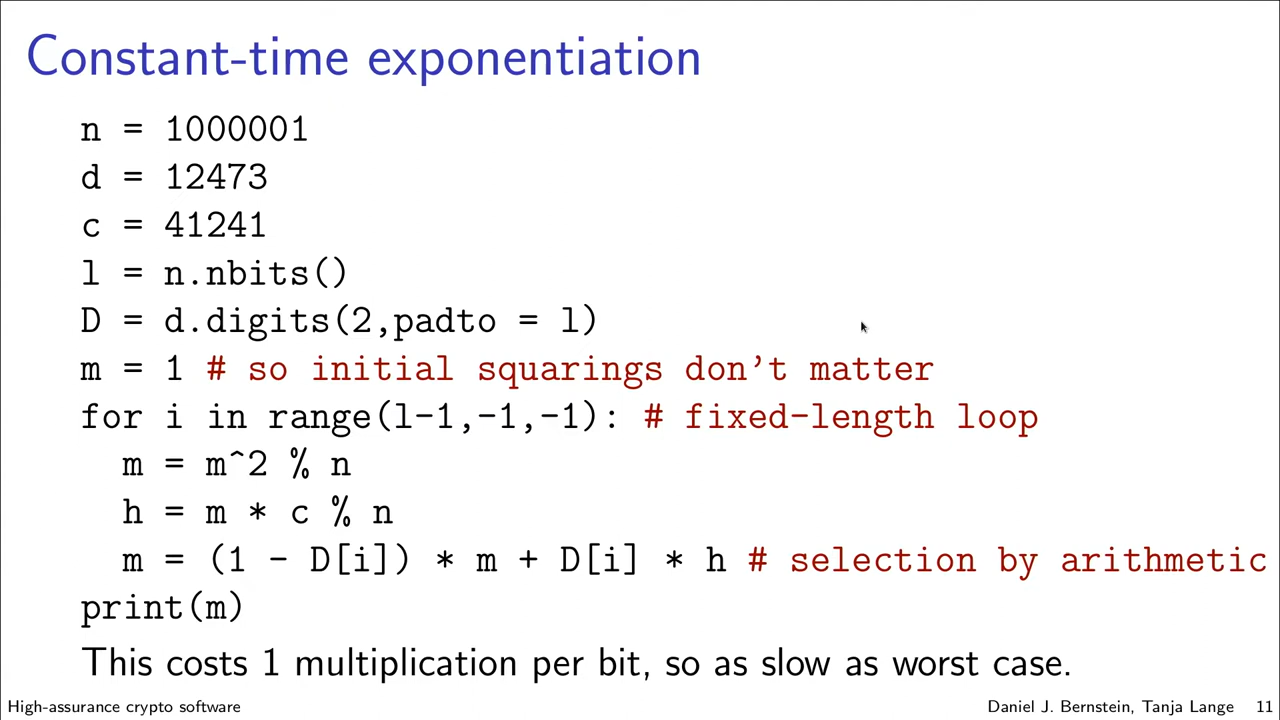 Constant-time exponentiation
n = 1000001
d = 12473
c = 41241
l = n.nbits()
D = d.digits(2,padto = l)
m = 1 # so initial squarings don't matter
for i in range(l-1,-1,-1): # fixed-length loop
m = m^2 % n
h = m * c % n
m = (1 - D[i]) * m + D[i] * h # selection by arithmetic
print(m)
This costs 1 multiplication per bit, so as slow as worst case.
High-assurance crypto software
Daniel J. Bernstein, Tanja Lange 11